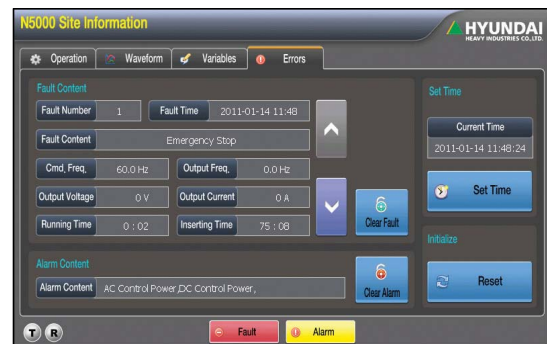 N5000 Site Information
HYUNDAI
HEAVY INDUSTRIES CO.,LTD.
Operation Waveform Variables Errors
Fault Content
Fault Number 1 Fault Time 2011-01-14 11:48
Fault Content Emergency Stop
Cmd, Freq, 60.0 Hz Output Freq, 0.0 Hz
Output Voltage 0 V Output Current 0 A
Running Time 0 : 02 Inserting Time 75 : 08
Clear Fault
Set Time
Current Time
2011-01-14 11:48:24
Set Time
Initialize
Reset
Alarm Content
Alarm Content AC Control Power,DC Control Power,
Clear Alarm
T R Fault Alarm